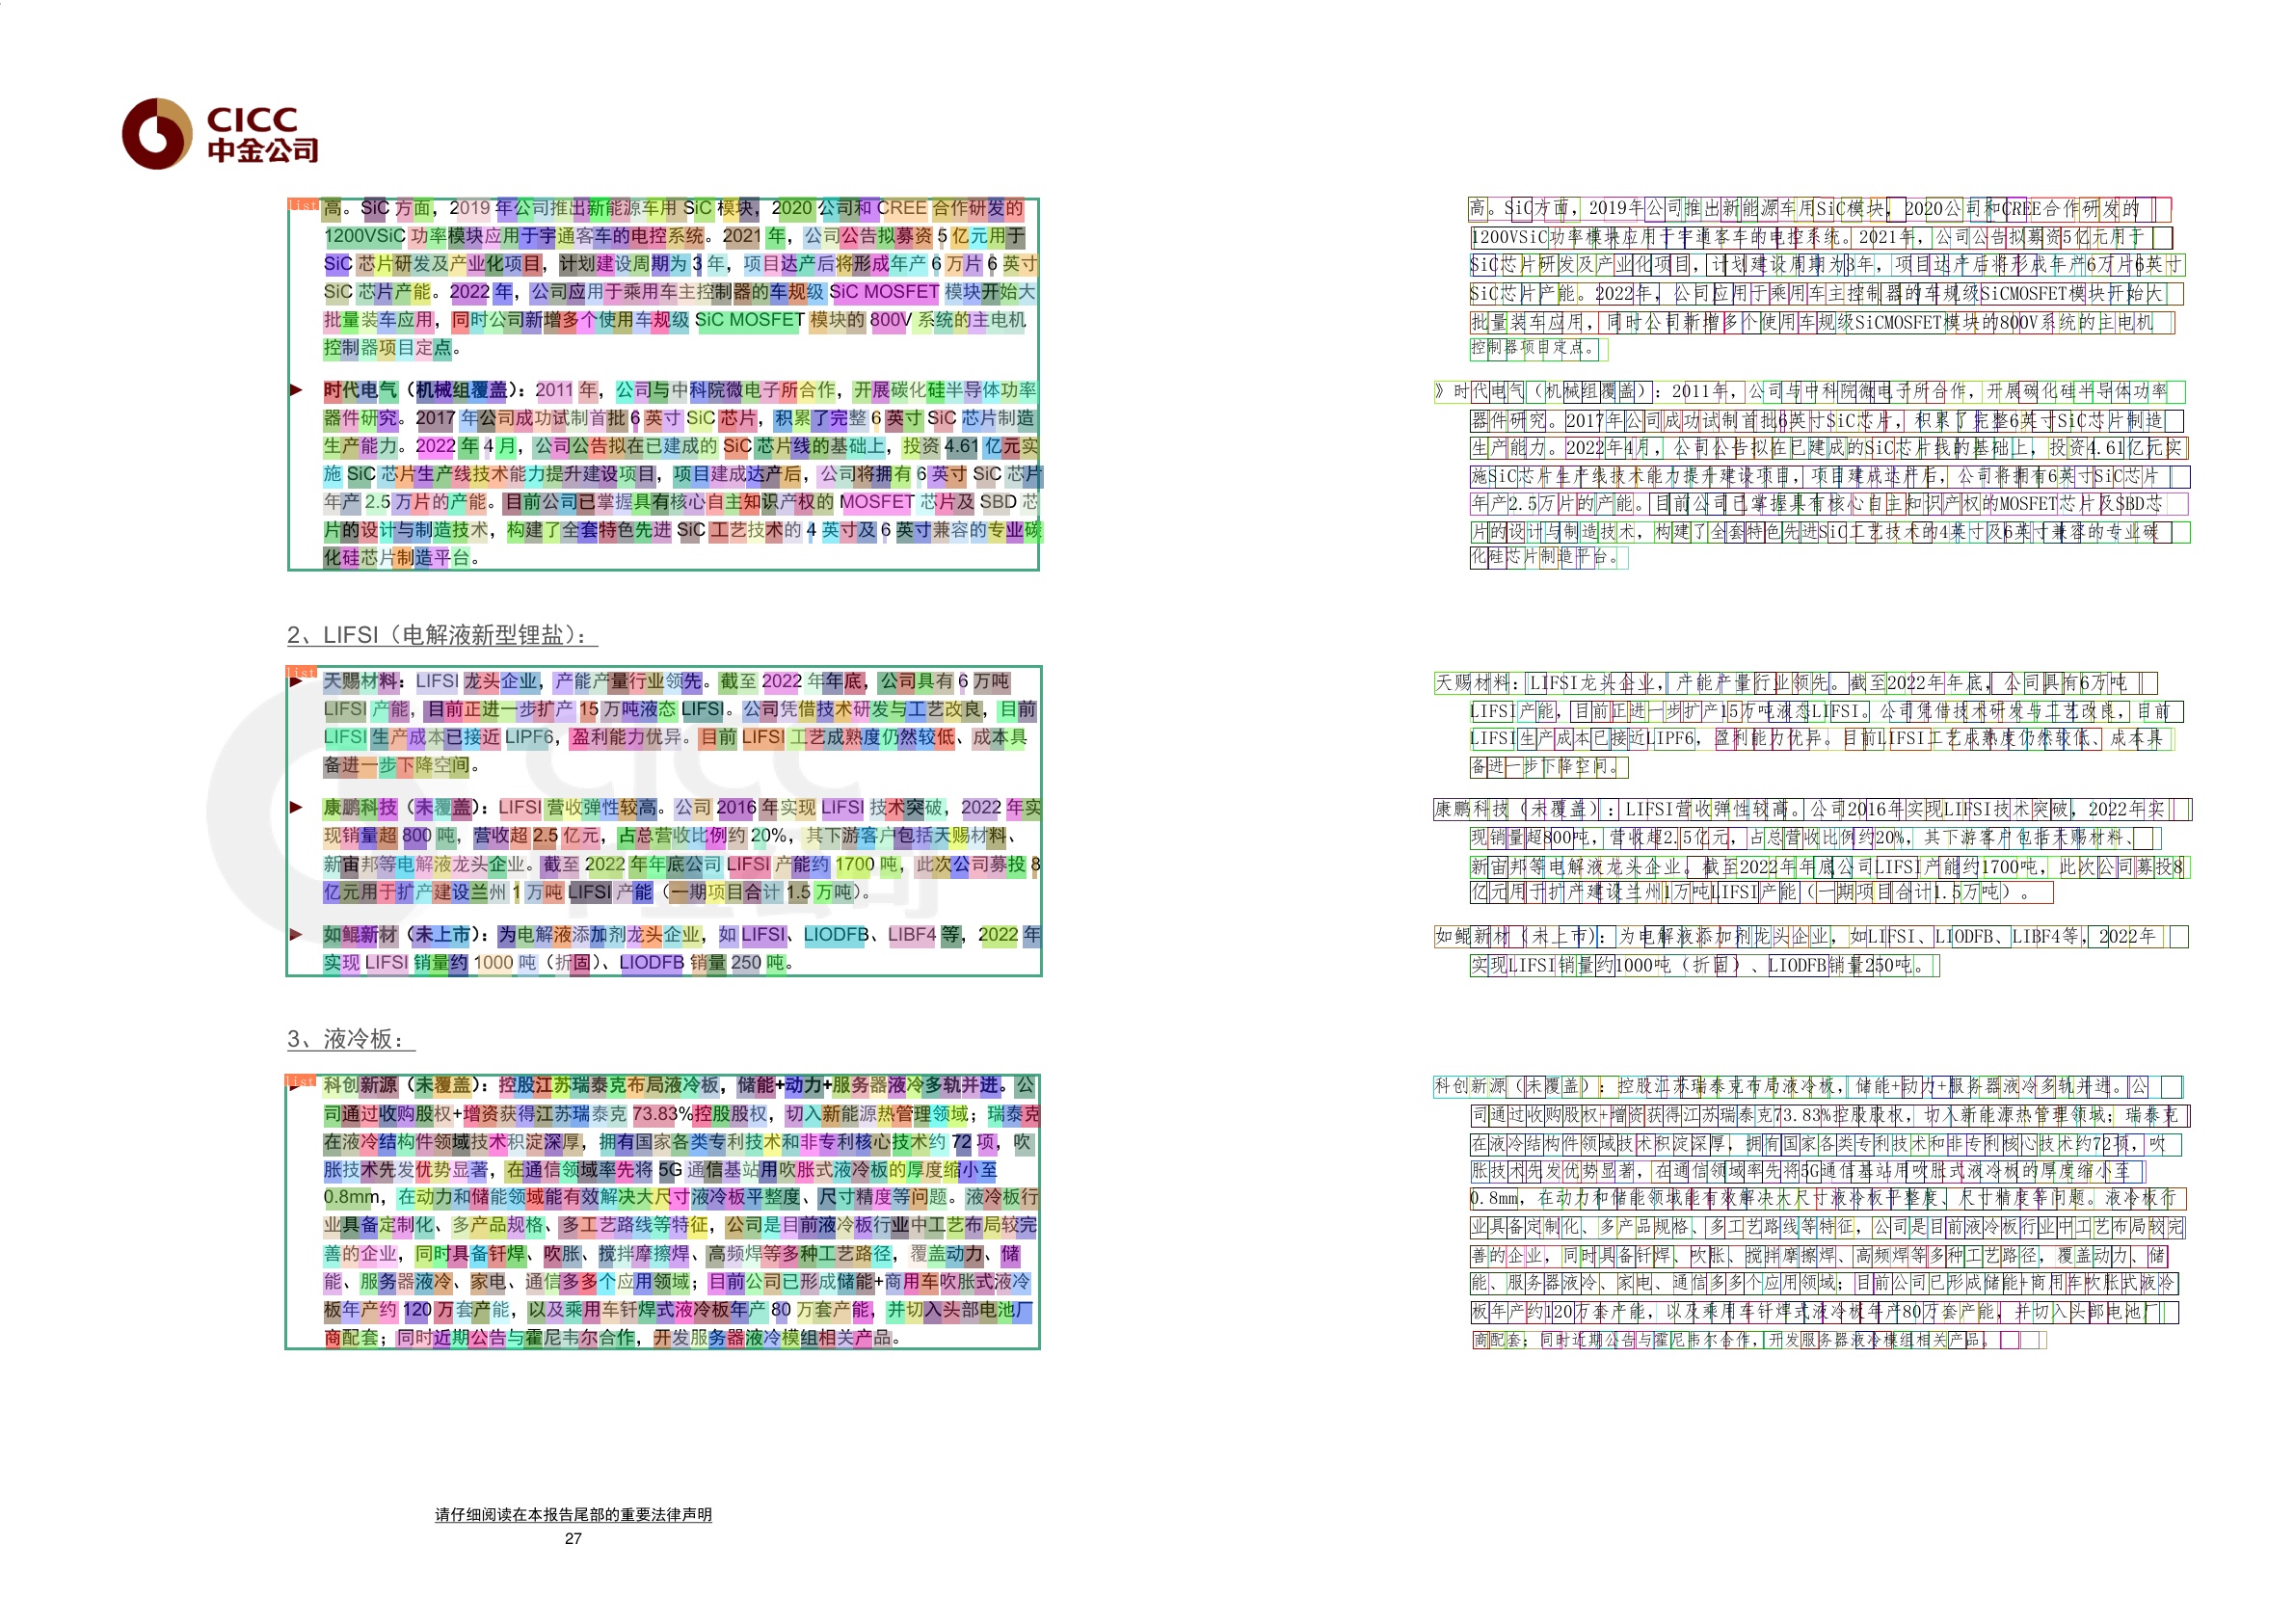 CICC
中金公司
高。SiC 方面，2019 年公司推出新能源车用 SiC 模块，2020 公司和 CREE 合作研发的
1200VSiC 功率模块应用于宇通客车的电控系统。2021 年，公司公告拟募资 5 亿元用于
SiC 芯片研发及产业化项目，计划建设周期为 3 年，项目达产后将形成年产 6 万片 6 英寸
SiC 芯片产能。2022 年，公司应用于乘用车主控制器的车规级 SiC MOSFET 模块开始大
批量装车应用，同时公司新增多个使用车规级 SiC MOSFET 模块的 800V 系统的主电机
控制器项目定点。
时代电气（机械组覆盖）：2011 年，公司与中科院微电子所合作，开展碳化硅半导体功率
器件研究。2017 年公司成功试制首批 6 英寸 SiC 芯片，积累了完整 6 英寸 SiC 芯片制造
生产能力。2022 年 4 月，公司公告拟在已建成的 SiC 芯片线的基础上，投资 4.61 亿元实
施 SiC 芯片生产线技术能力提升建设项目，项目建成达产后，公司将拥有 6 英寸 SiC 芯片
年产 2.5 万片的产能。目前公司已掌握具有核心自主知识产权的 MOSFET 芯片及 SBD 芯
片的设计与制造技术，构建了全套特色先进 SiC 工艺技术的 4 英寸及 6 英寸兼容的专业碳
化硅芯片制造平台。
2、LIFSI（电解液新型锂盐）：
天赐材料：LIFSI 龙头企业，产能产量行业领先。截至 2022 年年底，公司具有 6 万吨
LIFSI 产能，目前正进一步扩产 15 万吨液态 LIFSI。公司凭借技术研发与工艺改良，目前
LIFSI 生产成本已接近 LIPF6，盈利能力优异。目前 LIFSI 工艺成熟度仍然较低、成本具
备进一步下降空间。
康鹏科技（未覆盖）：LIFSI 营收弹性较高。公司 2016 年实现 LIFSI 技术突破，2022 年实
现销量超 800 吨，营收超 2.5 亿元，占总营收比例约 20%，其下游客户包括天赐材料、
新宙邦等电解液龙头企业。截至 2022 年年底公司 LIFSI 产能约 1700 吨，此次公司募投 8
亿元用于扩产建设兰州 1 万吨 LIFSI 产能（一期项目合计 1.5 万吨）。
如鲲新材（未上市）：为电解液添加剂龙头企业，如 LIFSI、LIODFB、LIBF4 等，2022 年
实现 LIFSI 销量约 1000 吨（折固）、LIODFB 销量 250 吨。
3、液冷板：
科创新源（未覆盖）：控股江苏瑞泰克布局液冷板，储能+动力+服务器液冷多轨并进。公
司通过收购股权+增资获得江苏瑞泰克 73.83%控股股权，切入新能源热管理领域；瑞泰克
在液冷结构件领域技术积淀深厚，拥有国家各类专利技术和非专利核心技术约 72 项，吹
胀技术先发优势显著，在通信领域率先将 5G 通信基站用吹胀式液冷板的厚度缩小至
0.8mm，在动力和储能领域能有效解决大尺寸液冷板平整度、尺寸精度等问题。液冷板行
业具备定制化、多产品规格、多工艺路线等特征，公司是目前液冷板行业中工艺布局较完
善的企业，同时具备钎焊、吹胀、搅拌摩擦焊、高频焊等多种工艺路径，覆盖动力、储
能、服务器液冷、家电、通信多多个应用领域；目前公司已形成储能+商用车吹胀式液冷
板年产约 120 万套产能，以及乘用车钎焊式液冷板年产 80 万套产能，并切入头部电池厂
商配套；同时近期公告与霍尼韦尔合作，开发服务器液冷模组相关产品。
请仔细阅读在本报告尾部的重要法律声明
27
list
list
list
高。SiC方面，2019年公司推出新能源车用SiC模块，2020公司和CREE合作研发的
1200VSiC功率模块应用于宇通客车的电控系统。2021年，公司公告拟募资5亿元用于
SiC芯片研发及产业化项目，计划建设周期为3年，项目达产后将形成年产6万片6英寸
SiC芯片产能。2022年，公司应用于乘用车主控制器的车规级SiCMOSFET模块开始大
批量装车应用，同时公司新增多个使用车规级SiCMOSFET模块的800V系统的主电机
控制器项目定点。
》时代电气（机械组覆盖）：2011年，公司与中科院微电子所合作，开展碳化硅半导体功率
器件研究。2017年公司成功试制首批6英寸SiC芯片，积累了完整6英寸SiC芯片制造
生产能力。2022年4月，公司公告拟在已建成的SiC芯片线的基础上，投资4.61亿元实
施SiC芯片生产线技术能力提升建设项目，项目建成达产后，公司将拥有6英寸SiC芯片
年产2.5万片的产能。目前公司已掌握具有核心自主知识产权的MOSFET芯片及SBD芯
片的设计与制造技术，构建了全套特色先进SiC工艺技术的4英寸及6英寸兼容的专业碳
化硅芯片制造平台。
天赐材料：LIFSI龙头企业，产能产量行业领先。截至2022年年底，公司具有6万吨
LIFSI产能，目前正进一步扩产15万吨液态LIFSI。公司凭借技术研发与工艺改良，目前
LIFSI生产成本已接近LIPF6，盈利能力优异。目前LIFSI工艺成熟度仍然较低、成本具
备进一步下降空间。
康鹏科技（未覆盖）：LIFSI营收弹性较高。公司2016年实现LIFSI技术突破，2022年实
现销量超800吨，营收超2.5亿元，占总营收比例约20%，其下游客户包括天赐材料、
新宙邦等电解液龙头企业。截至2022年年底公司LIFSI产能约1700吨，此次公司募投8
亿元用于扩产建设兰州1万吨LIFSI产能（一期项目合计1.5万吨）。
如鲲新材（未上市）：为电解液添加剂龙头企业，如LIFSI、LIODFB、LIBF4等，2022年
实现LIFSI销量约1000吨（折固）、LIODFB销量250吨。
科创新源（未覆盖）：控股江苏瑞泰克布局液冷板，储能+动力+服务器液冷多轨并进。公
司通过收购股权+增资获得江苏瑞泰克73.83%控股股权，切入新能源热管理领域；瑞泰克
在液冷结构件领域技术积淀深厚，拥有国家各类专利技术和非专利核心技术约72项，吹
胀技术先发优势显著，在通信领域率先将5G通信基站用吹胀式液冷板的厚度缩小至
0.8mm，在动力和储能领域能有效解决大尺寸液冷板平整度、尺寸精度等问题。液冷板行
业具备定制化、多产品规格、多工艺路线等特征，公司是目前液冷板行业中工艺布局较完
善的企业，同时具备钎焊、吹胀、搅拌摩擦焊、高频焊等多种工艺路径，覆盖动力、储
能、服务器液冷、家电、通信多多个应用领域；目前公司已形成储能+商用车吹胀式液冷
板年产约120万套产能，以及乘用车钎焊式液冷板年产80万套产能，并切入头部电池厂
商配套；同时近期公告与霍尼韦尔合作，开发服务器液冷模组相关产品。